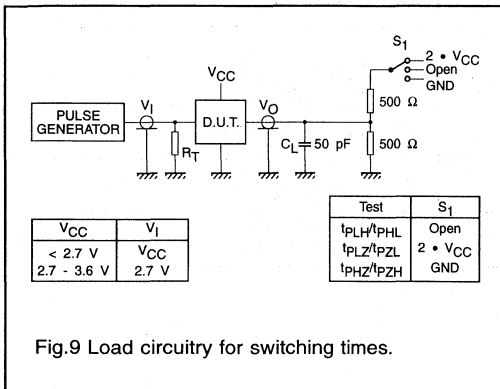 S1
2 • VCC
Open
GND
VCC
500 Ω
PULSE
GENERATOR
VI
D.U.T.
VO
RT
CL
50 pF
500 Ω
VCC VI
< 2.7 V VCC
2.7 - 3.6 V 2.7 V
Test S1
tPLH/tPHL Open
tPLZ/tPZL 2 • VCC
tPHZ/tPZH GND
Fig.9 Load circuitry for switching times.